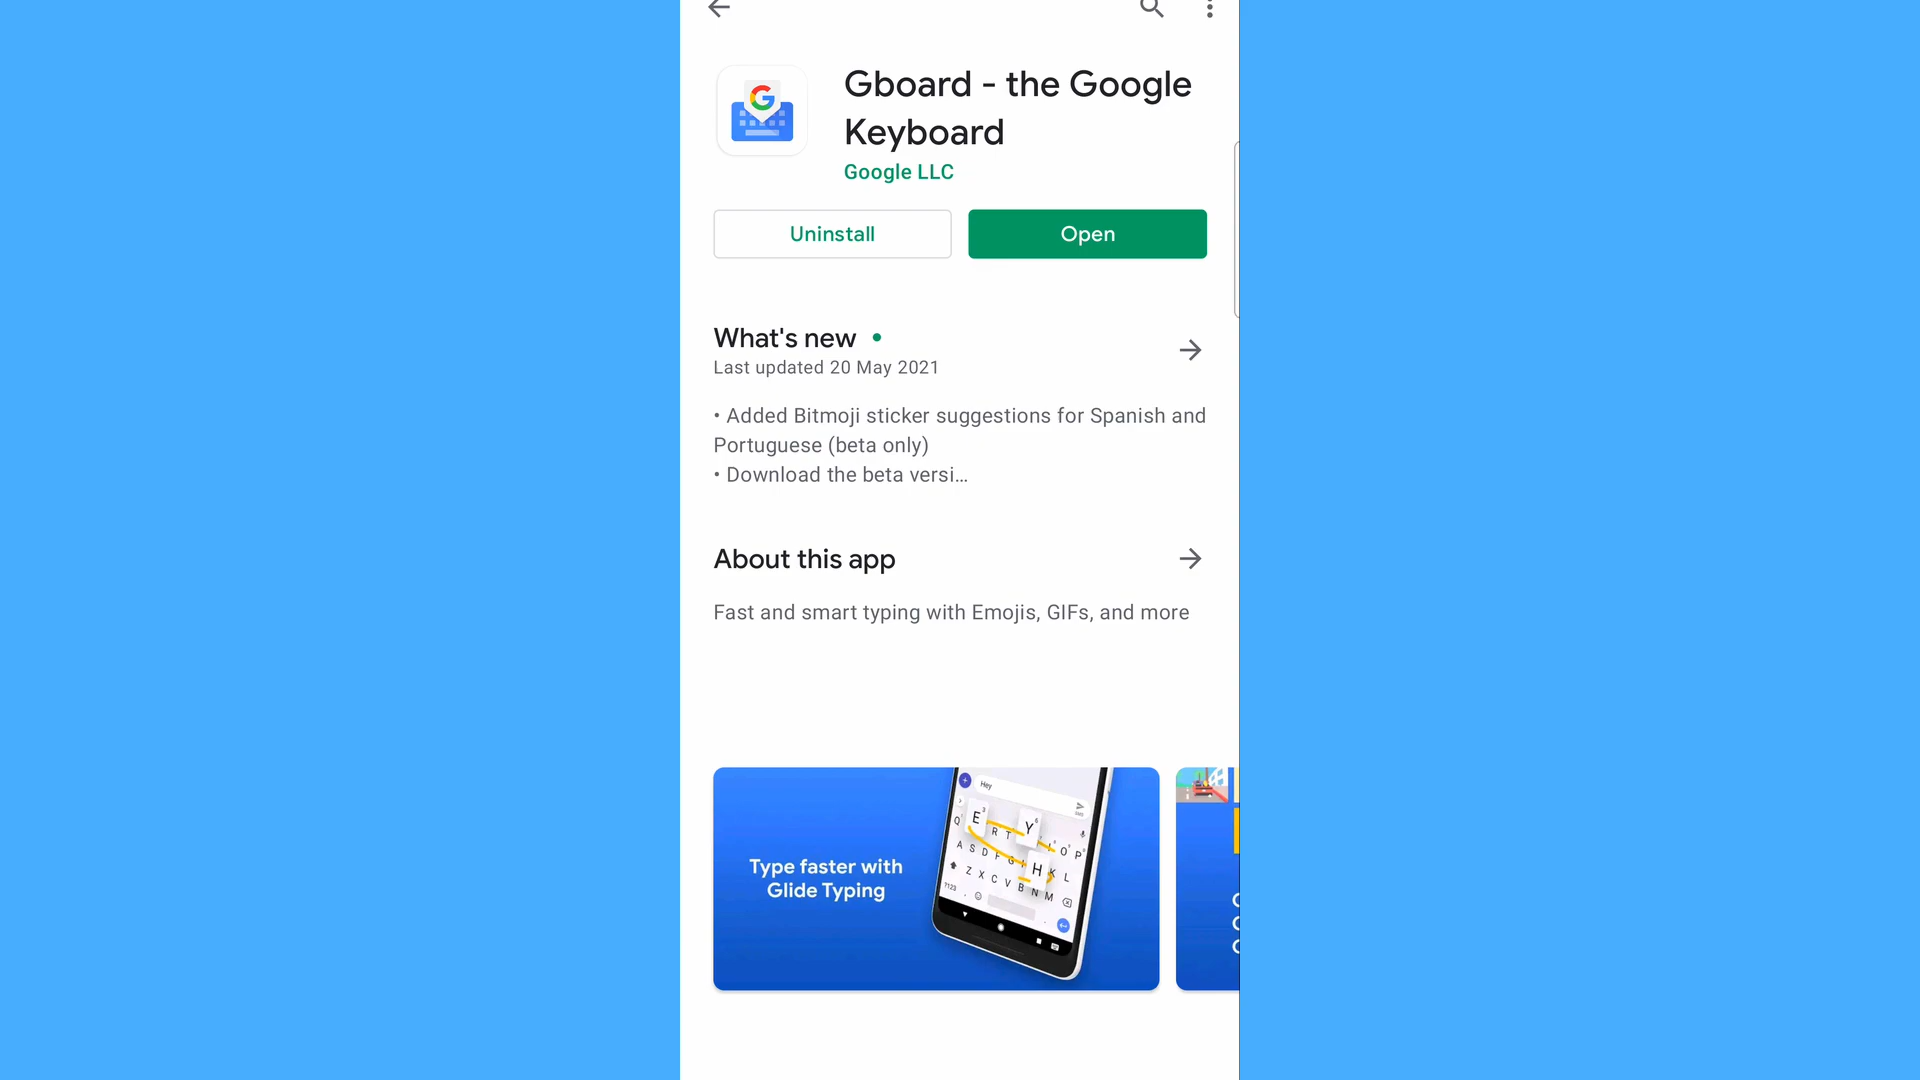 Gboard - the Google
Keyboard
Google LLC
Uninstall
Open
What's new •
Last updated 20 May 2021
• Added Bitmoji sticker suggestions for Spanish and
Portuguese (beta only)
• Download the beta versi…
About this app
Fast and smart typing with Emojis, GIFs, and more
Type faster with
Glide Typing
Hey
E Y
Q R T O P
A S D F G H K L
Z X C V B N M
?123